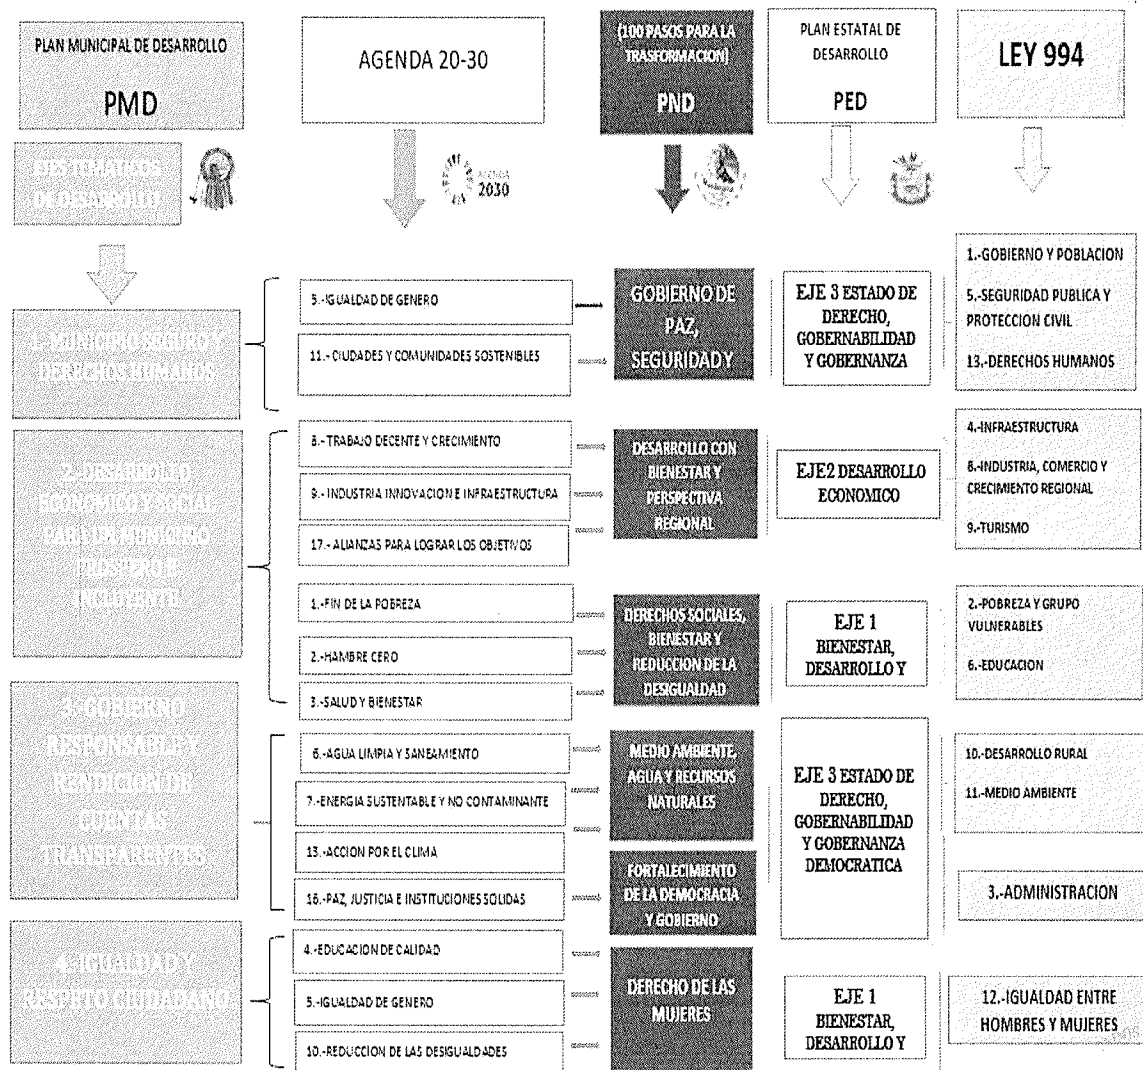 PLAN MUNICIPAL DE DESARROLLO
PMD
AGENDA 20-30
(100 PASOS PARA LA
TRASFORMACION)
PND
PLAN ESTATAL DE
DESARROLLO
PED
LEY 994
EJES TEMATICOS
DE DESARROLLO
AGENDA
2030
1.-MUNICIPIO SEGURO Y
DERECHOS HUMANOS
5.-IGUALDAD DE GENERO
11.-CIUDADES Y COMUNIDADES SOSTENIBLES
GOBIERNO DE
PAZ,
SEGURIDAD Y
EJE 3 ESTADO DE
DERECHO,
GOBERNABILIDAD
Y GOBERNANZA
1.-GOBIERNO Y POBLACION
5.-SEGURIDAD PUBLICA Y
PROTECCION CIVIL
13.-DERECHOS HUMANOS
2.-DESARROLLO
ECONOMICO Y SOCIAL
PARA UN MUNICIPIO
PROSPERO E
INCLUYENTE
8.-TRABAJO DECENTE Y CRECIMIENTO
9.-INDUSTRIA INNOVACION E INFRAESTRUCTURA
17.-ALIANZAS PARA LOGRAR LOS OBJETIVOS
DESARROLLO CON
BIENESTAR Y
PERSPECTIVA
REGIONAL
EJE2 DESARROLLO
ECONOMICO
4.-INFRAESTRUCTURA
8.-INDUSTRIA, COMERCIO Y
CRECIMIENTO REGIONAL
9.-TURISMO
1.-FIN DE LA POBREZA
2.-HAMBRE CERO
3.-SALUD Y BIENESTAR
DERECHOS SOCIALES,
BIENESTAR Y
REDUCCION DE LA
DESIGUALDAD
EJE 1
BIENESTAR,
DESARROLLO Y
2.-POBREZA Y GRUPO
VULNERABLES
6.-EDUCACION
3.-GOBIERNO
RESPONSABLE Y
RENDICION DE
CUENTAS
TRANSPARENTES
6.-AGUA LIMPIA Y SANEAMIENTO
7.-ENERGIA SUSTENTABLE Y NO CONTAMINANTE
13.-ACCION POR EL CLIMA
16.-PAZ, JUSTICIA E INSTITUCIONES SOLIDAS
MEDIO AMBIENTE,
AGUA Y RECURSOS
NATURALES
FORTALECIMIENTO
DE LA DEMOCRACIA
Y GOBIERNO
EJE 3 ESTADO DE
DERECHO,
GOBERNABILIDAD
Y GOBERNANZA
DEMOCRATICA
10.-DESARROLLO RURAL
11.-MEDIO AMBIENTE
3.-ADMINISTRACION
4.-IGUALDAD Y
RESPETO CIUDADANO
4.-EDUCACION DE CALIDAD
5.-IGUALDAD DE GENERO
10.-REDUCCION DE LAS DESIGUALDADES
DERECHO DE LAS
MUJERES
EJE 1
BIENESTAR,
DESARROLLO Y
12.-IGUALDAD ENTRE
HOMBRES Y MUJERES